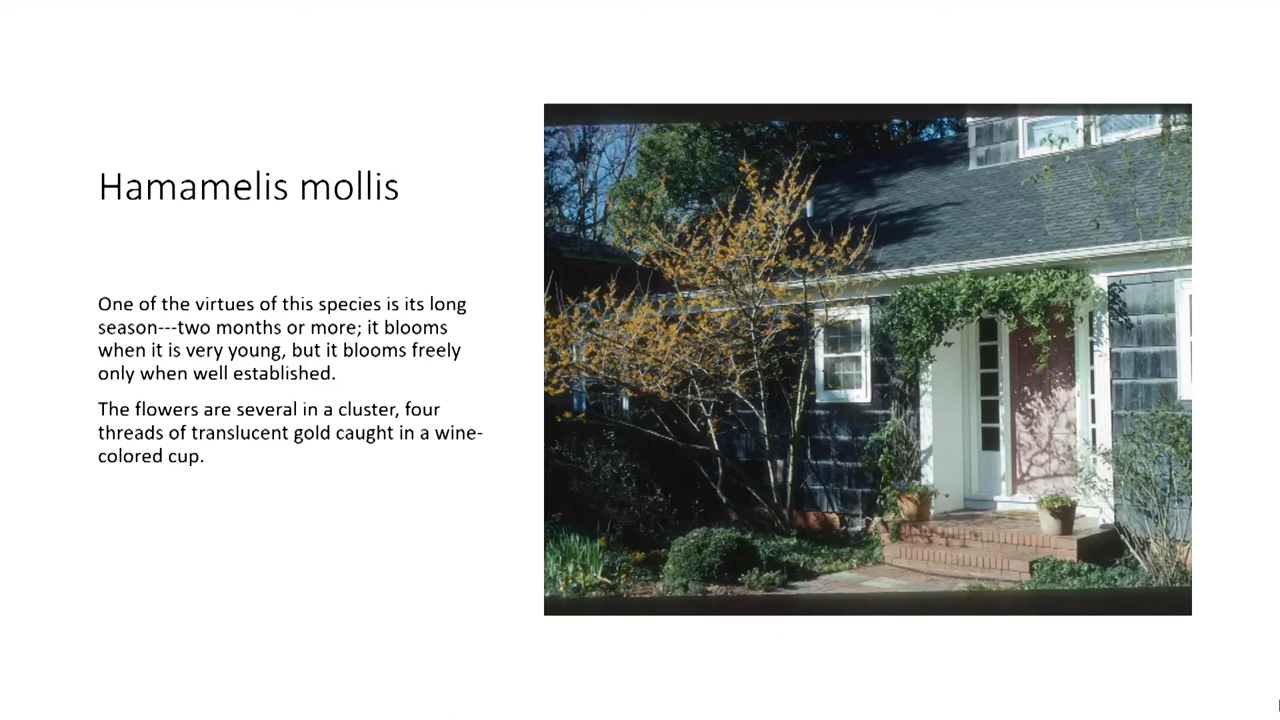 Hamamelis mollis
One of the virtues of this species is its long
season---two months or more; it blooms
when it is very young, but it blooms freely
only when well established.
The flowers are several in a cluster, four
threads of translucent gold caught in a wine-
colored cup.